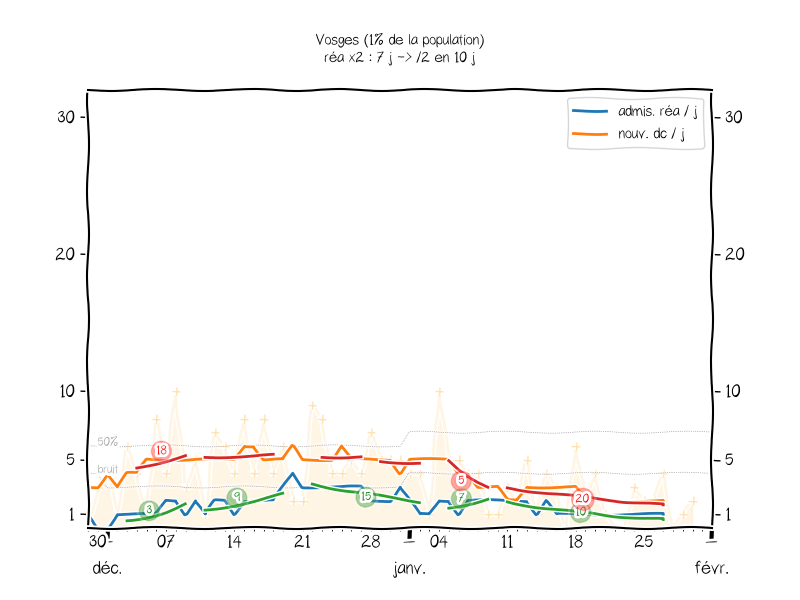 Vosges (1% de la population)
réa x2 : 7 j -> /2 en 10 j
admis. réa / j
nouv. dc / j
30 30
20 20
10 10
50%
5 5
bruit
1 1
18
3
9
15
5
7
20
10
30 07 14 21 28 04 11 18 25
déc. janv. févr.